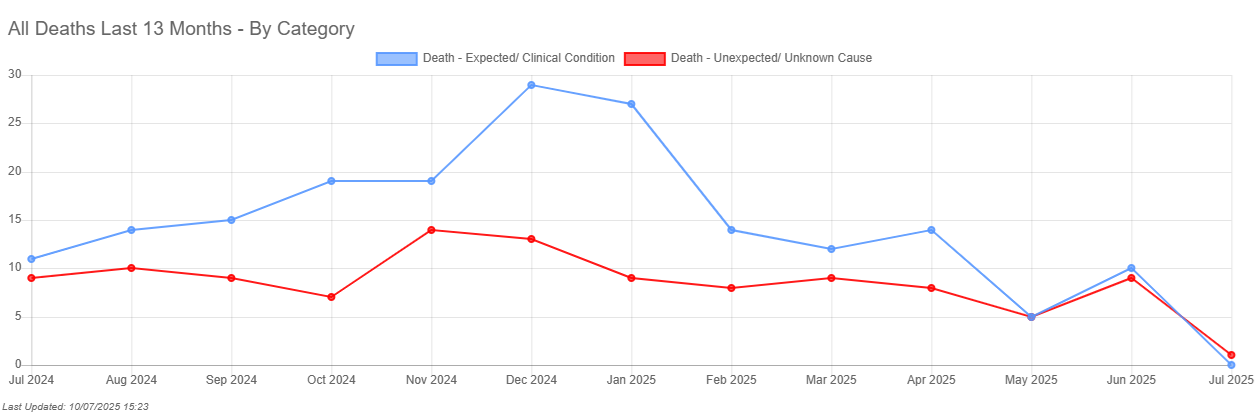 All Deaths Last 13 Months - By Category
Death - Expected/ Clinical Condition Death - Unexpected/ Unknown Cause
30
25
20
15
10
5
0
Jul 2024 Aug 2024 Sep 2024 Oct 2024 Nov 2024 Dec 2024 Jan 2025 Feb 2025 Mar 2025 Apr 2025 May 2025 Jun 2025 Jul 2025
Last Updated: 10/07/2025 15:23